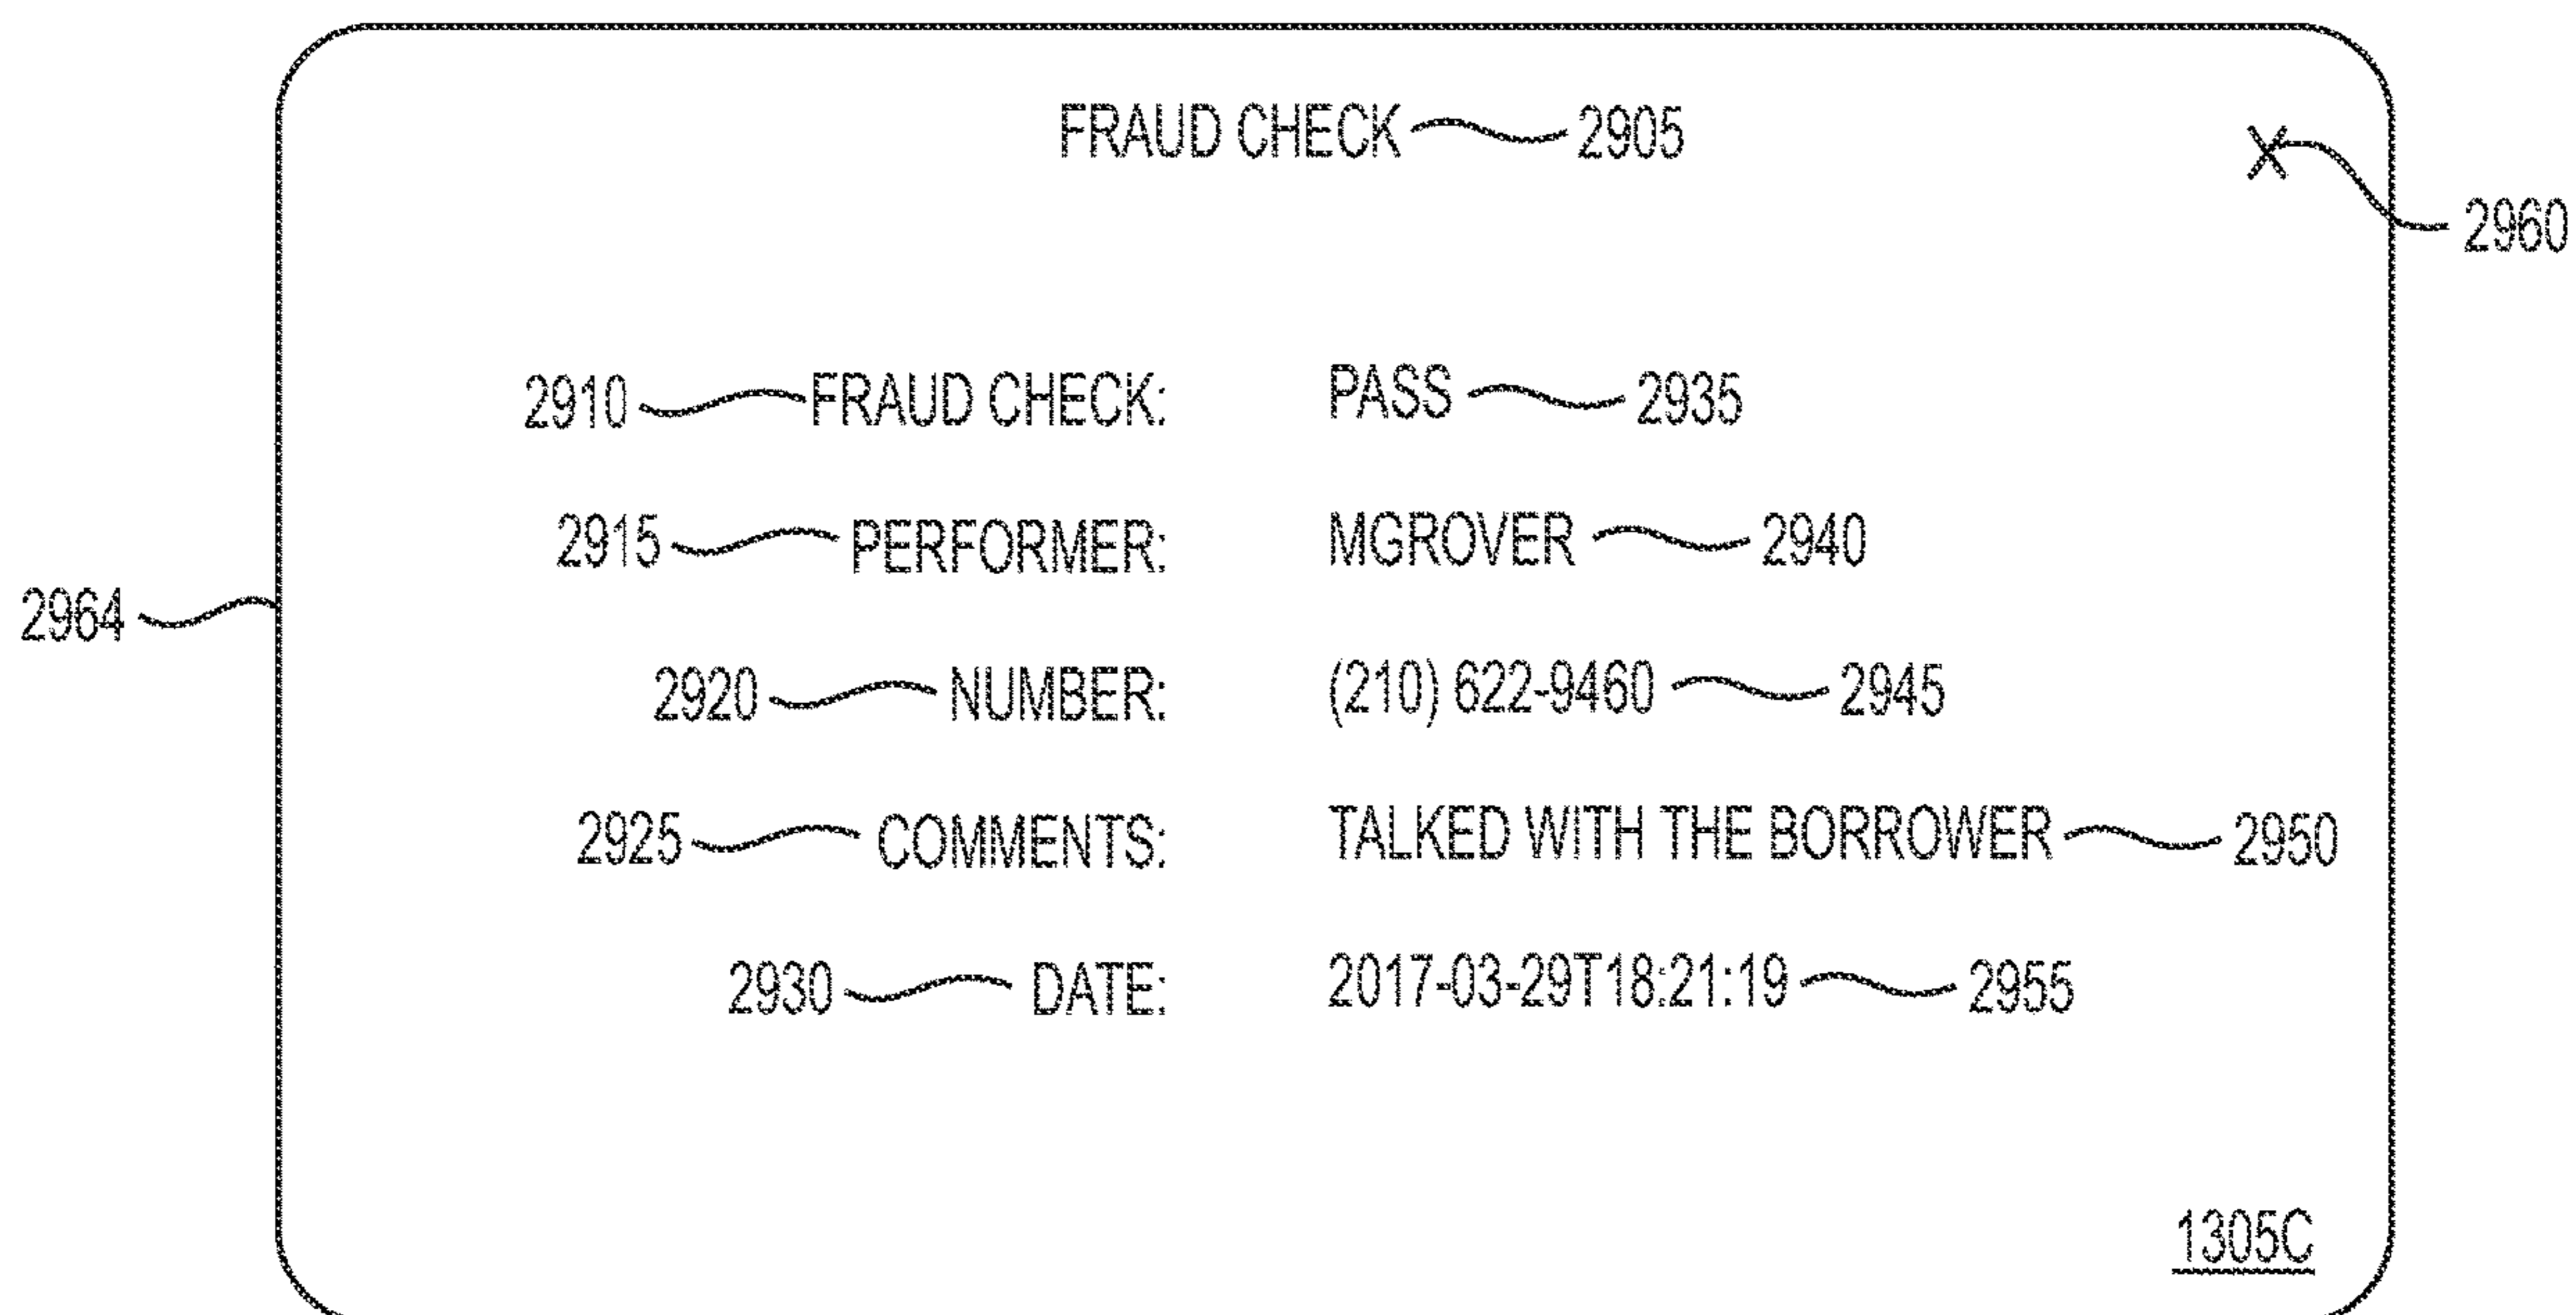 FRAUD CHECK 2905
X
2960
2910 FRAUD CHECK: PASS 2935
2915 PERFORMER: MGROVER 2940
2964
2920 NUMBER: (210) 622-9460 2945
2925 COMMENTS: TALKED WITH THE BORROWER 2950
2930 DATE: 2017-03-29T18:21:19 2955
1305C